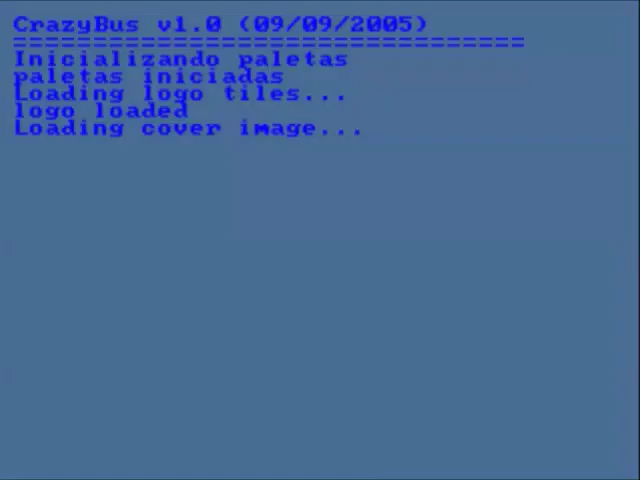 CrazyBus v1.0 (09/09/2005)
================================
Inicializando paletas
paletas iniciadas
Loading logo tiles...
logo loaded
Loading cover image...